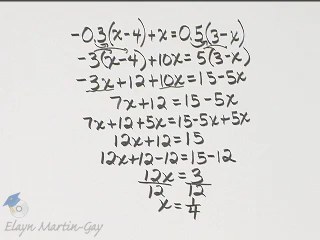 -0.3(x-4)+x=0.5(3-x)
-3(x-4)+10x=5(3-x)
-3x+12+10x=15-5x
7x+12=15-5x
7x+12+5x=15-5x+5x
12x+12=15
12x+12-12=15-12
12x/12=3/12
x=1/4
Elayn Martin-Gay